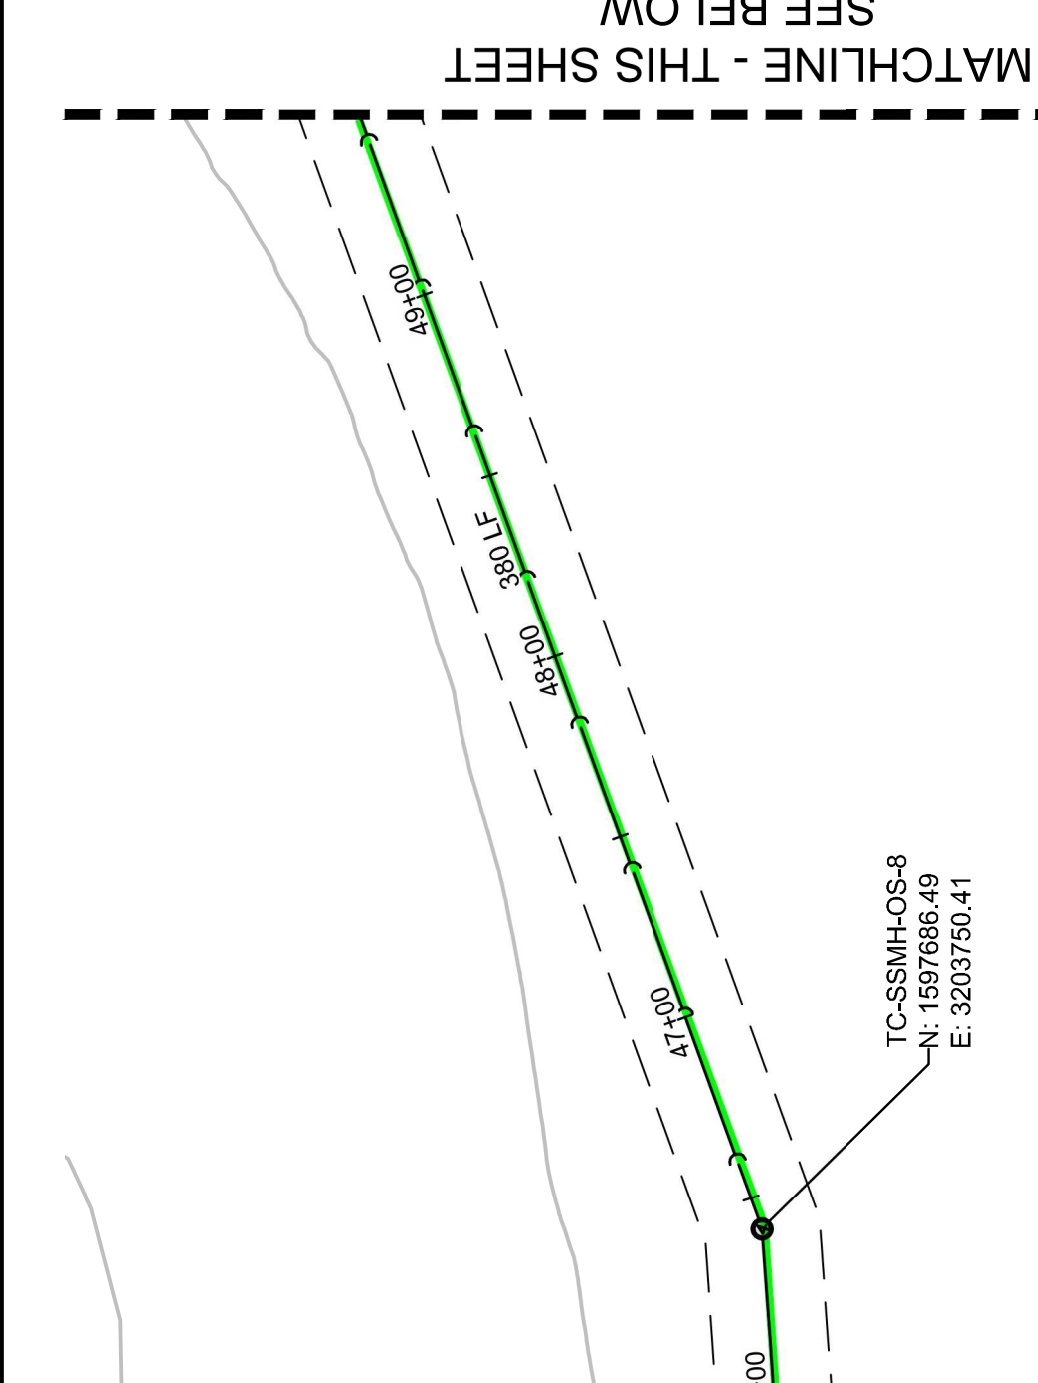 MATCHLINE - THIS SHEET
SEE BELOW
49+00
380 LF
48+00
47+00
TC-SSMH-OS-8
N: 1597686.49
E: 3203750.41
00